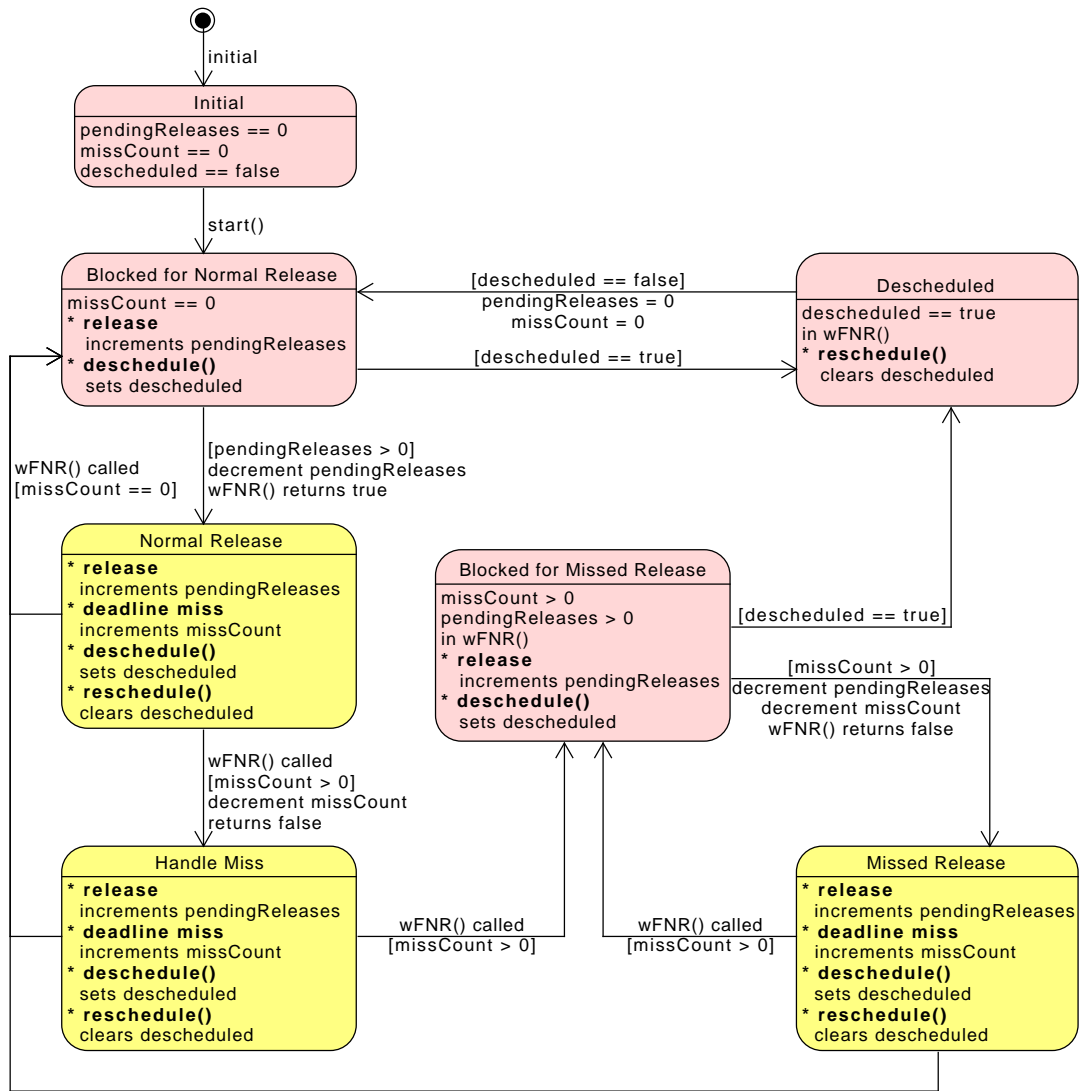 initial
Initial
pendingReleases == 0
missCount == 0
descheduled == false
start()
Blocked for Normal Release
missCount == 0
* release
increments pendingReleases
* deschedule()
sets descheduled
[descheduled == false]
pendingReleases = 0
missCount = 0
[descheduled == true]
Descheduled
descheduled == true
in wFNR()
* reschedule()
clears descheduled
wFNR() called
[missCount == 0]
[pendingReleases > 0]
decrement pendingReleases
wFNR() returns true
Normal Release
* release
increments pendingReleases
* deadline miss
increments missCount
* deschedule()
sets descheduled
* reschedule()
clears descheduled
Blocked for Missed Release
missCount > 0
pendingReleases > 0
in wFNR()
* release
increments pendingReleases
* deschedule()
sets descheduled
[descheduled == true]
[missCount > 0]
decrement pendingReleases
decrement missCount
wFNR() returns false
wFNR() called
[missCount > 0]
decrement missCount
returns false
Handle Miss
* release
increments pendingReleases
* deadline miss
increments missCount
* deschedule()
sets descheduled
* reschedule()
clears descheduled
wFNR() called
[missCount > 0]
wFNR() called
[missCount > 0]
Missed Release
* release
increments pendingReleases
* deadline miss
increments missCount
* deschedule()
sets descheduled
* reschedule()
clears descheduled